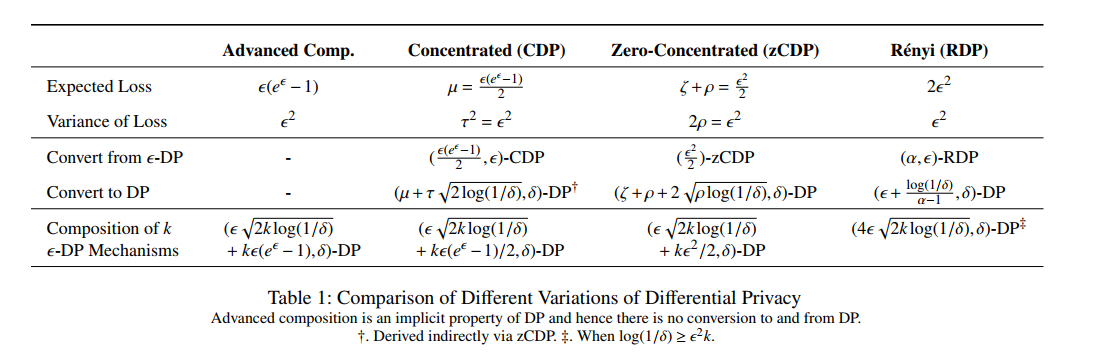 Advanced Comp. Concentrated (CDP) Zero-Concentrated (zCDP) Rényi (RDP)
Expected Loss ϵ(e^ϵ − 1) μ = ϵ(e^ϵ−1)/2 ζ + ρ = ϵ²/2 2ϵ²
Variance of Loss ϵ² τ² = ϵ² 2ρ = ϵ² ϵ²
Convert from ϵ-DP - (ϵ(e^ϵ−1)/2, ϵ)-CDP (ϵ²/2)-zCDP (α, ϵ)-RDP
Convert to DP - (μ + τ√(2log(1/δ)), δ)-DP† (ζ + ρ + 2√(ρlog(1/δ)), δ)-DP (ϵ + log(1/δ)/(α−1), δ)-DP
Composition of k (ϵ√(2k log(1/δ)) (ϵ√(2k log(1/δ)) (ϵ√(2k log(1/δ)) (4ϵ√(2k log(1/δ)), δ)-DP‡
ϵ-DP Mechanisms + kϵ(e^ϵ − 1), δ)-DP + kϵ(e^ϵ − 1)/2, δ)-DP + kϵ²/2, δ)-DP
Table 1: Comparison of Different Variations of Differential Privacy
Advanced composition is an implicit property of DP and hence there is no conversion to and from DP.
†. Derived indirectly via zCDP. ‡. When log(1/δ) ≥ ϵ²k.